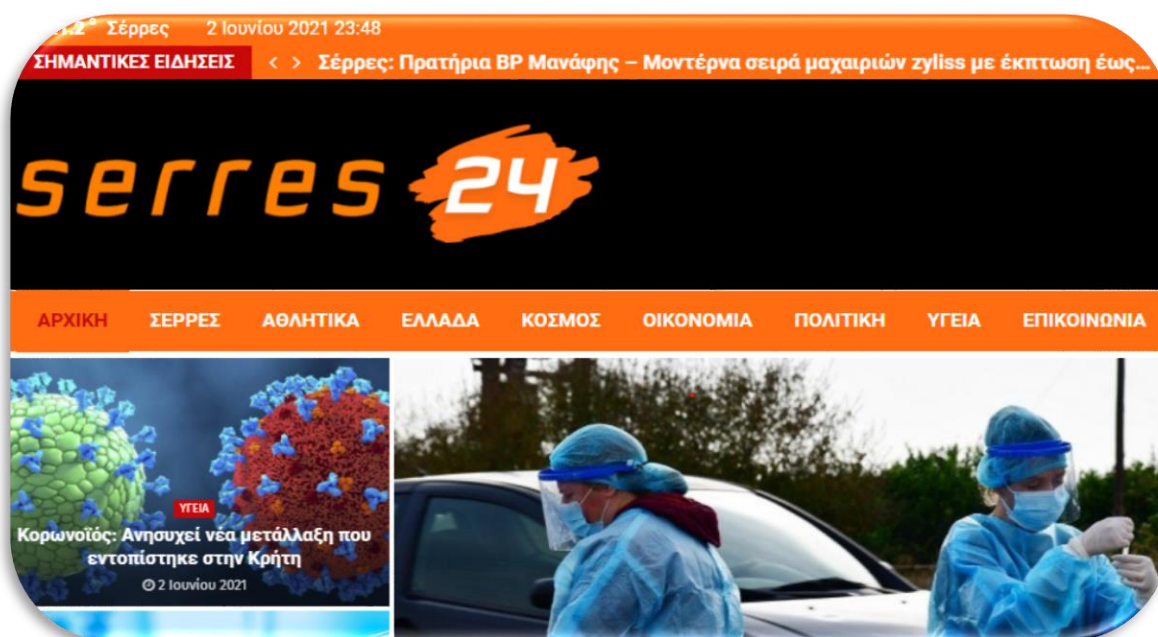 Σέρρες 2 Ιουνίου 2021 23:48
ΣΗΜΑΝΤΙΚΕΣ ΕΙΔΗΣΕΙΣ < > Σέρρες: Πρατήρια BP Μανάφης – Μοντέρνα σειρά μαχαιριών zyliss με έκπτωση έως...
serres 24
ΑΡΧΙΚΗ ΣΕΡΡΕΣ ΑΘΛΗΤΙΚΑ ΕΛΛΑΔΑ ΚΟΣΜΟΣ ΟΙΚΟΝΟΜΙΑ ΠΟΛΙΤΙΚΗ ΥΓΕΙΑ ΕΠΙΚΟΙΝΩΝΙΑ
ΥΓΕΙΑ
Κορωνοϊός: Ανησυχεί νέα μετάλλαξη που
εντοπίστηκε στην Κρήτη
2 Ιουνίου 2021